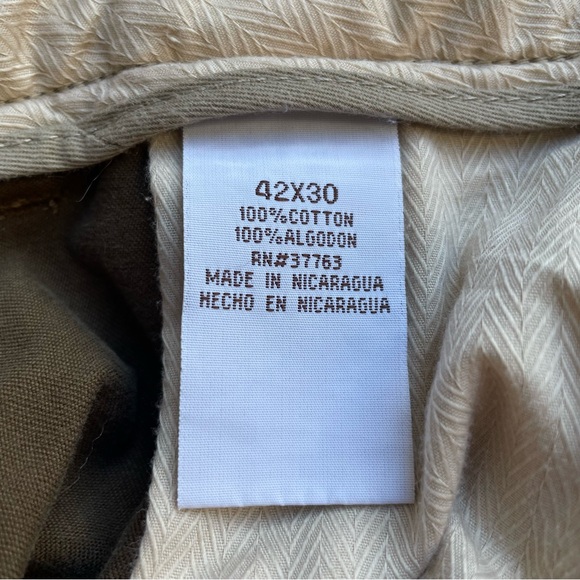 42X30
100%COTTON
100%ALGODON
RN#37763
MADE IN NICARAGUA
HECHO EN NICARAGUA